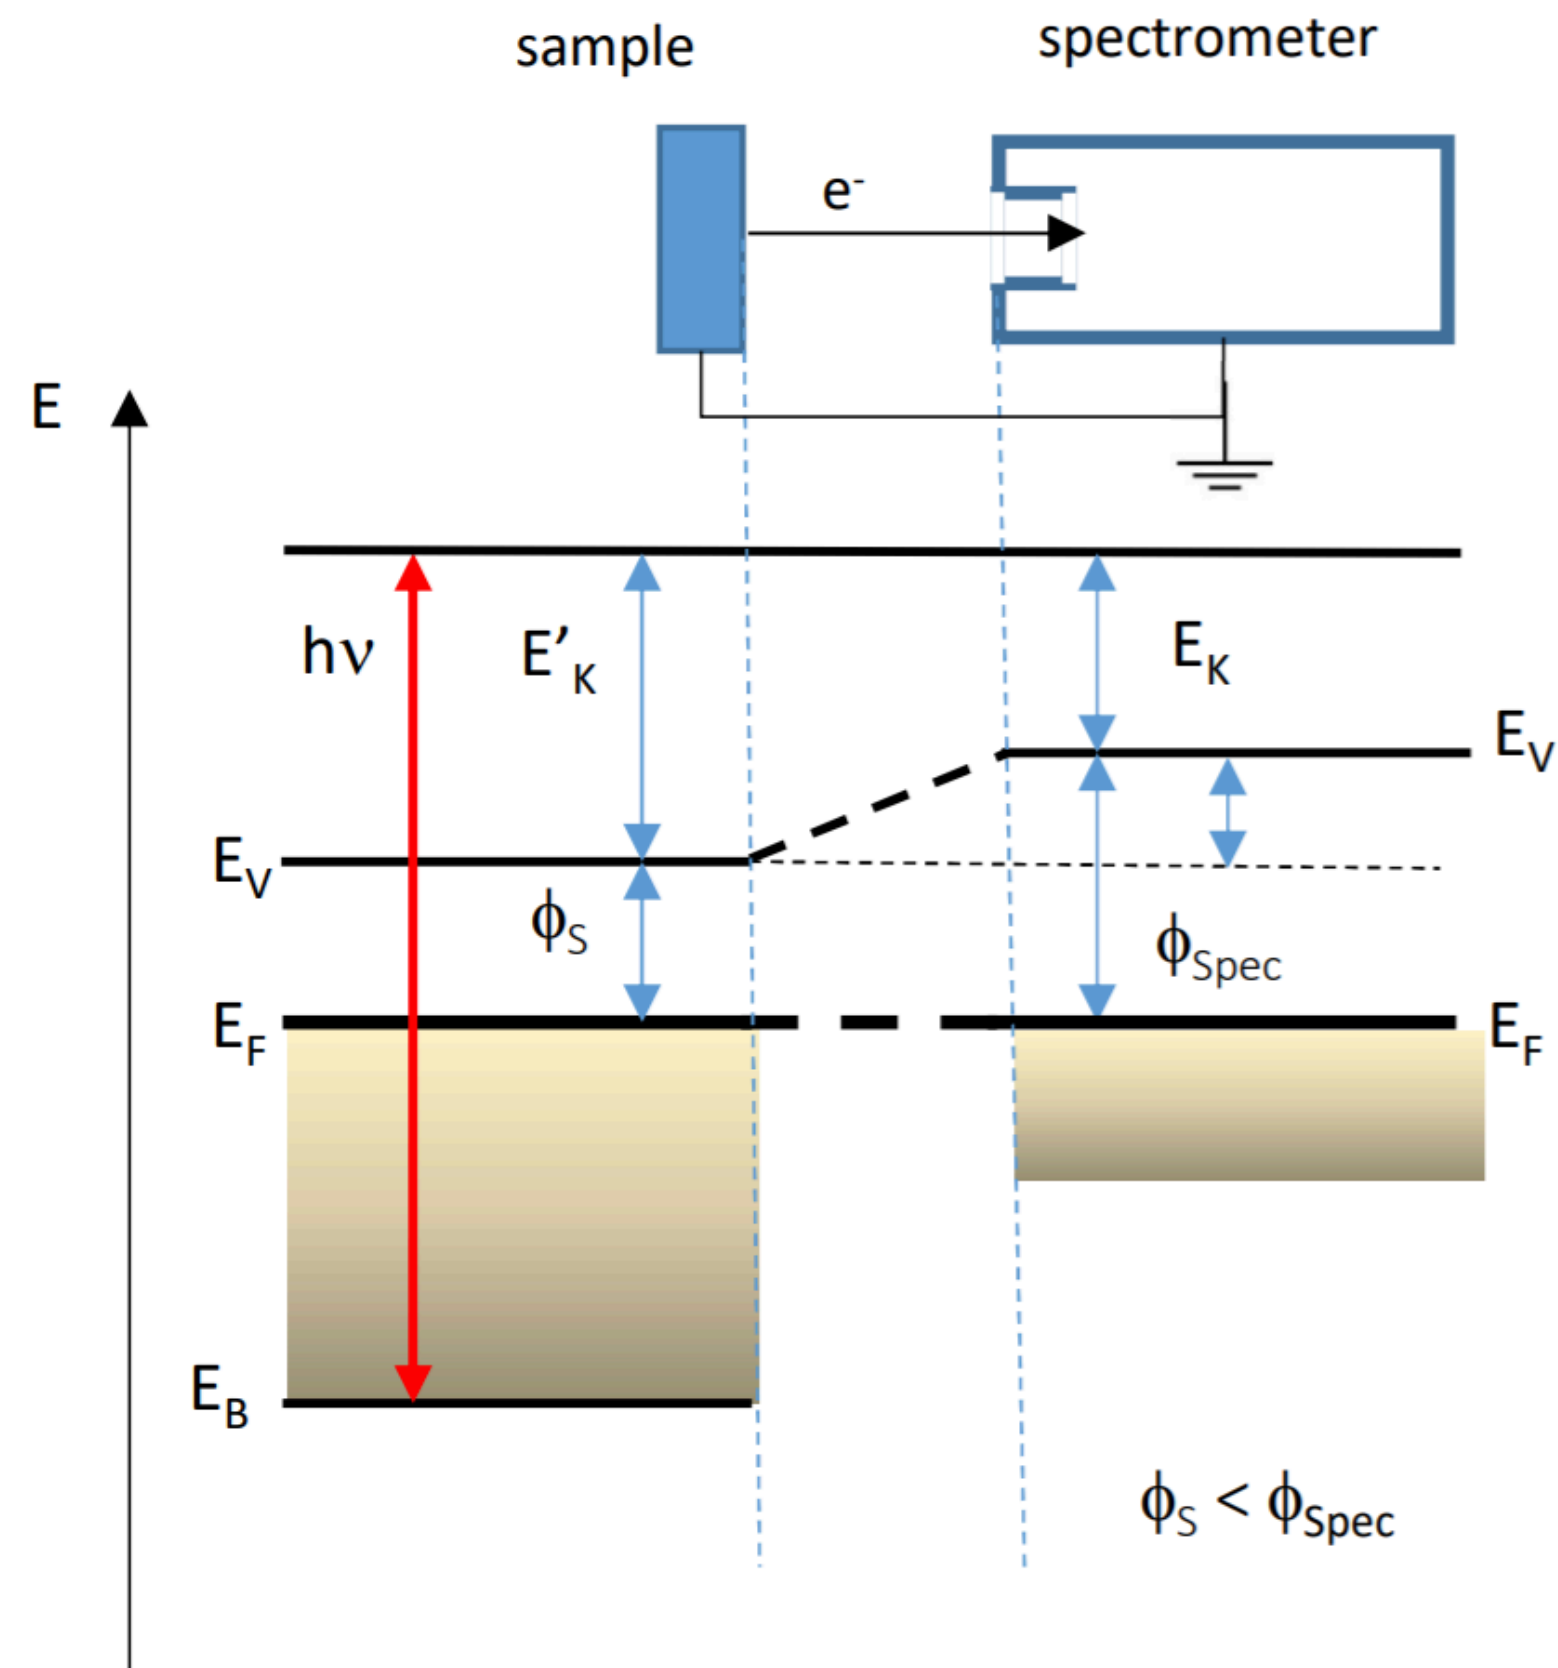 sample
spectrometer
e-
E
hν
E’K
EK
EV
EV
ϕS
ϕSpec
EF
EF
EB
ϕS < ϕSpec